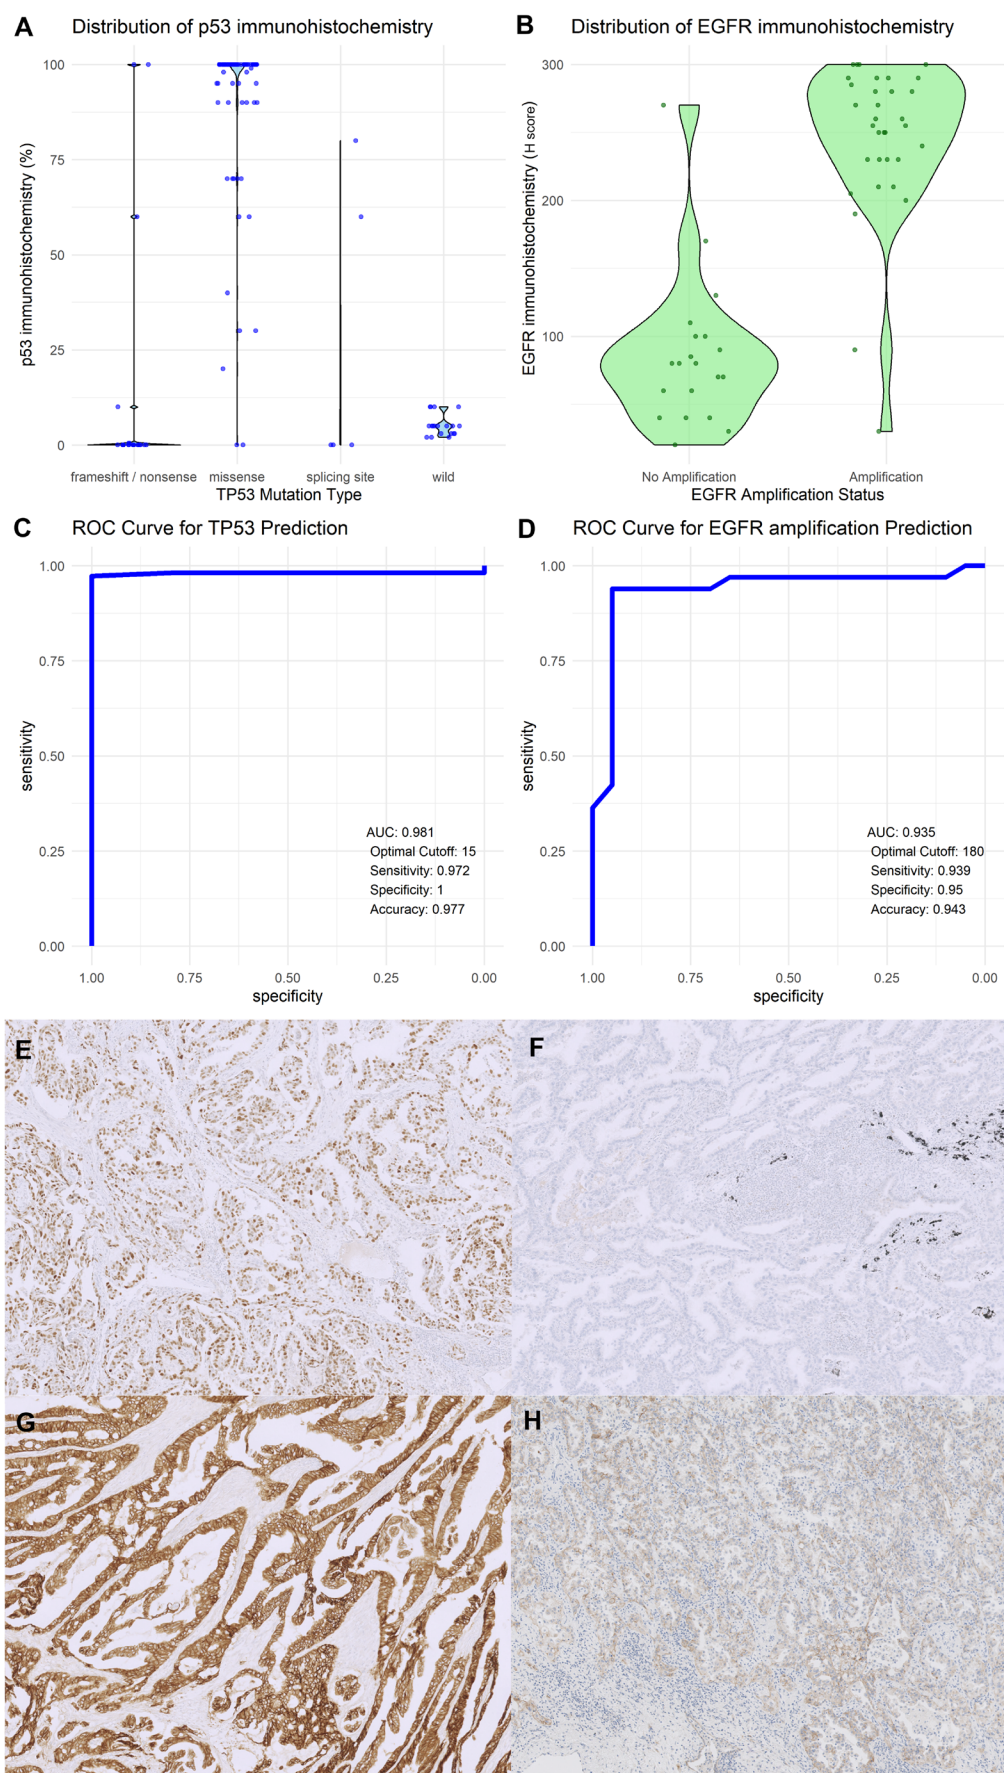 A Distribution of p53 immunohistochemistry
p53 immunohistochemistry (%)
100
75
50
25
0
frameshift / nonsense missense splicing site wild
TP53 Mutation Type
B Distribution of EGFR immunohistochemistry
EGFR immunohistochemistry (H score)
300
200
100
No Amplification Amplification
EGFR Amplification Status
C ROC Curve for TP53 Prediction
sensitivity
1.00
0.75
0.50
0.25
0.00
AUC: 0.981
Optimal Cutoff: 15
Sensitivity: 0.972
Specificity: 1
Accuracy: 0.977
1.00 0.75 0.50 0.25 0.00
specificity
D ROC Curve for EGFR amplification Prediction
sensitivity
1.00
0.75
0.50
0.25
0.00
AUC: 0.935
Optimal Cutoff: 180
Sensitivity: 0.939
Specificity: 0.95
Accuracy: 0.943
1.00 0.75 0.50 0.25 0.00
specificity
E
F
G
H